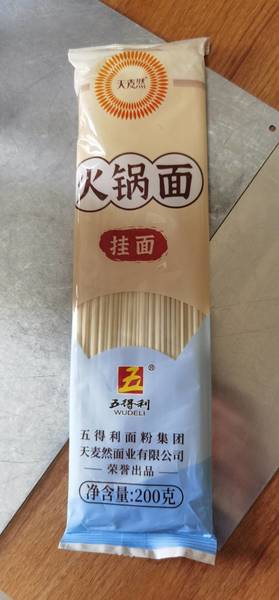 天麦然
火锅面
挂面
五
®
五得利
WUDELI
五得利面粉集团
天麦然面业有限公司
荣誉出品
净含量:200克